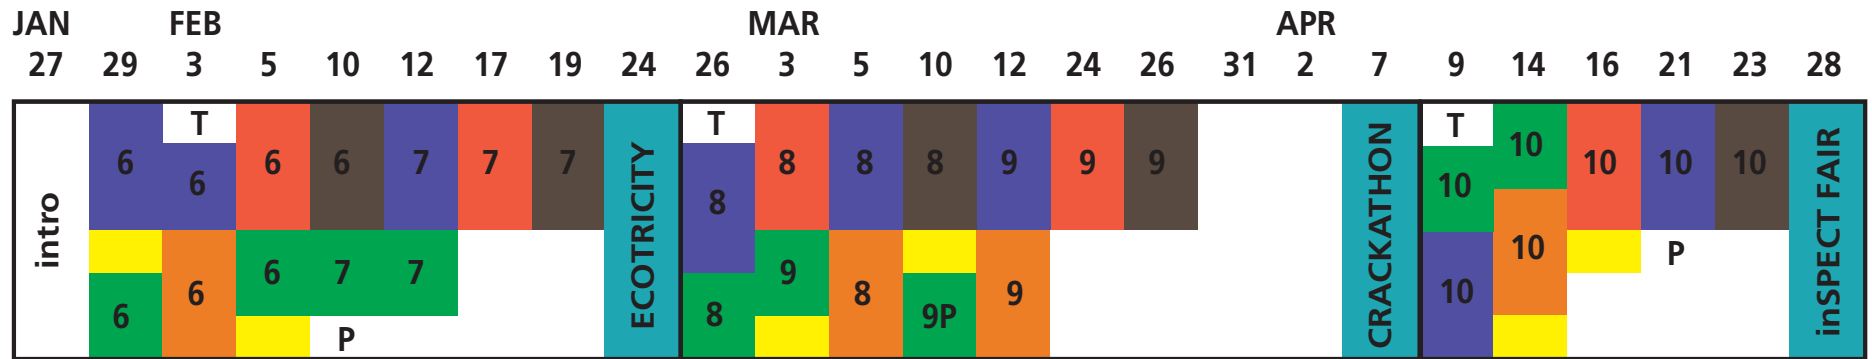 JAN FEB MAR APR
27 29 3 5 10 12 17 19 24 26 3 5 10 12 24 26 31 2 7 9 14 16 21 23 28
intro
6 T 6 6 6 7 7 7 ECOTRICITY T 8 8 8 8 9 9 9 CRACKATHON T 10 10 10 10 10 inSPECT FAIR
6 6 6 7 7 8 9 8 9P 9 10 10 P
P